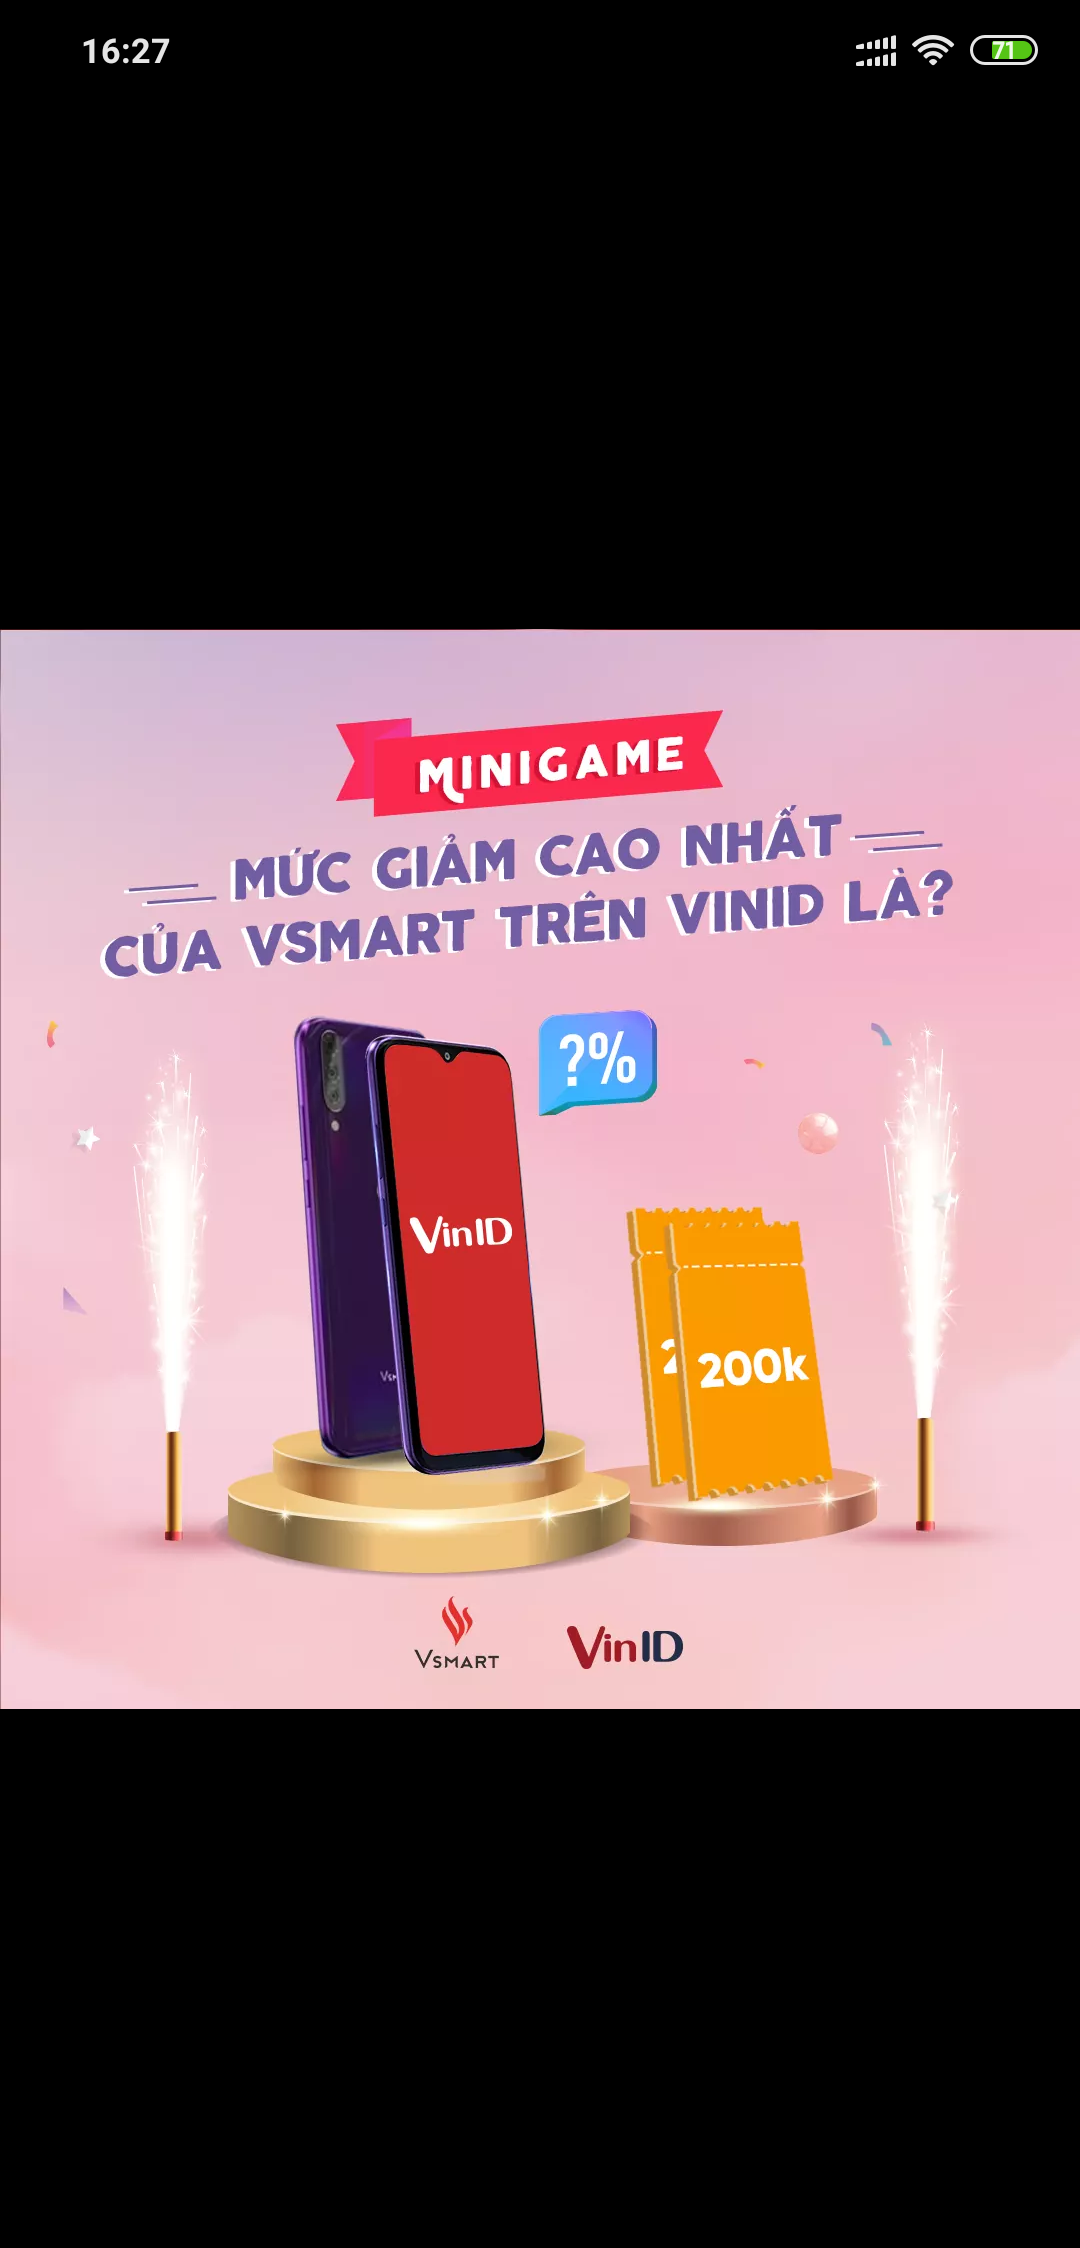 16:27
71
MINIGAME
MỨC GIẢM CAO NHẤT
CỦA VSMART TRÊN VINID LÀ?
?%
VinID
200k
VSMART
VinID